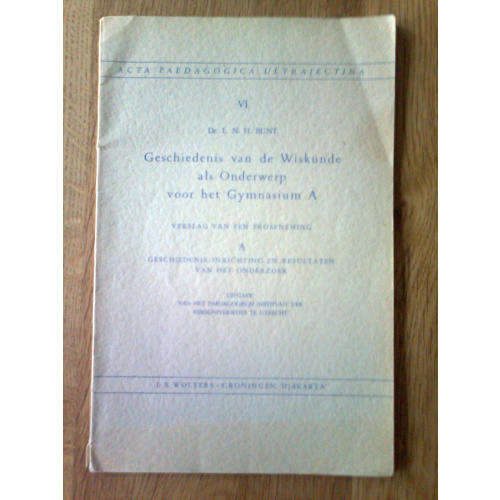 ACTA PAEDAGOGICA ULTRAJECTINA
VI
Dr. L. N. H. BUNT
Geschiedenis van de Wiskunde
als Onderwerp
voor het Gymnasium A
VERSLAG VAN EEN PROEFNEMING
A
GESCHIEDENIS, INRICHTING EN RESULTATEN
VAN HET ONDERZOEK
UITGAVE
VAN HET PAEDAGOGISCH INSTITUUT DER
RIJKSUNIVERSITEIT TE UTRECHT
J. B. WOLTERS - GRONINGEN, DJAKARTA